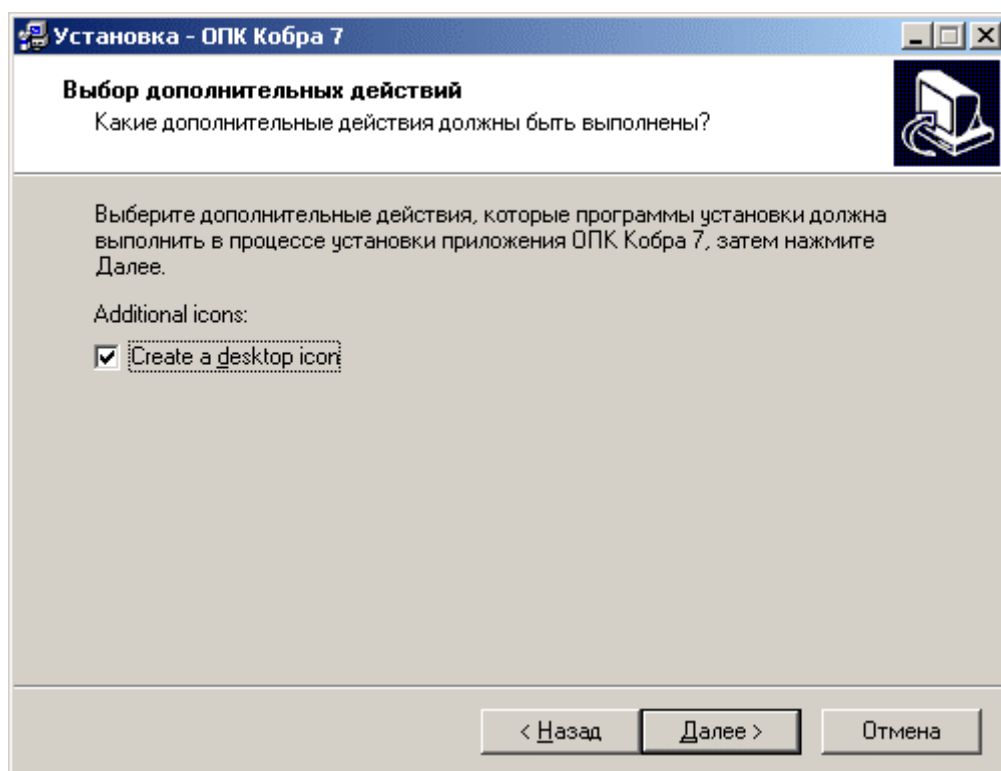 Установка - ОПК Кобра 7
Выбор дополнительных действий
Какие дополнительные действия должны быть выполнены?
Выберите дополнительные действия, которые программы установки должна
выполнить в процессе установки приложения ОПК Кобра 7, затем нажмите
Далее.
Additional icons:
Create a desktop icon
< Назад
Далее >
Отмена